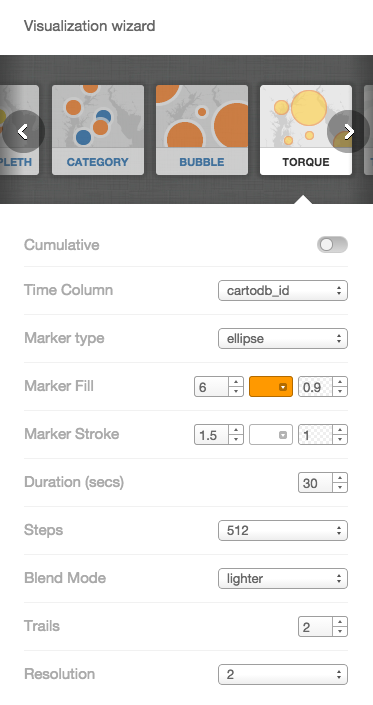 Visualization wizard
PLETH CATEGORY BUBBLE TORQUE
Cumulative
Time Column cartodb_id
Marker type ellipse
Marker Fill 6 0.9
Marker Stroke 1.5 1
Duration (secs) 30
Steps 512
Blend Mode lighter
Trails 2
Resolution 2